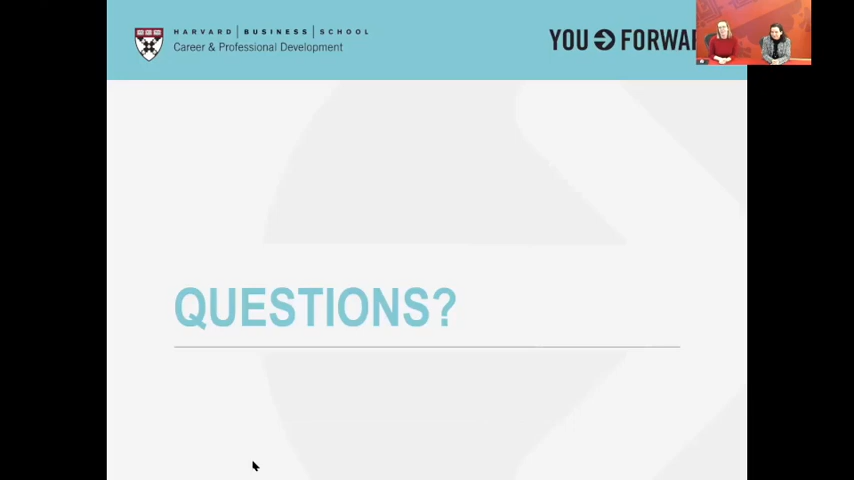 HARVARD | BUSINESS | SCHOOL
Career & Professional Development
YOU FORWA
QUESTIONS?